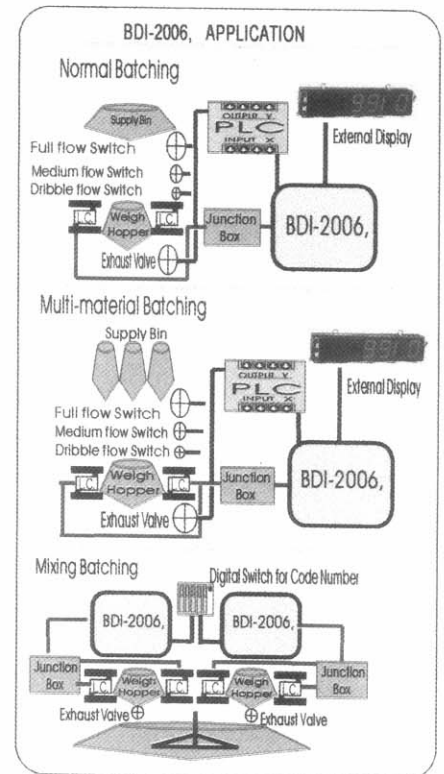 BDI-2006, APPLICATION
Normal Batching
Supply Bin
OUTPUT Y
PLC
INPUT X
External Display
Full flow Switch
Medium flow Switch
Dribble flow Switch
L.C.
Weigh
Hopper
L.C.
Junction
Box
BDI-2006,
Exhaust Valve
Multi-material Batching
Supply Bin
OUTPUT Y
PLC
INPUT X
External Display
Full flow Switch
Medium flow Switch
Dribble flow Switch
L.C.
Weigh
Hopper
L.C.
Junction
Box
BDI-2006,
Exhaust Valve
Mixing Batching
Digital Switch for Code Number
BDI-2006,
BDI-2006,
Junction
Box
L.C.
Weigh
Hopper
L.C.
L.C.
Weigh
Hopper
L.C.
Junction
Box
Exhaust Valve
Exhaust Valve